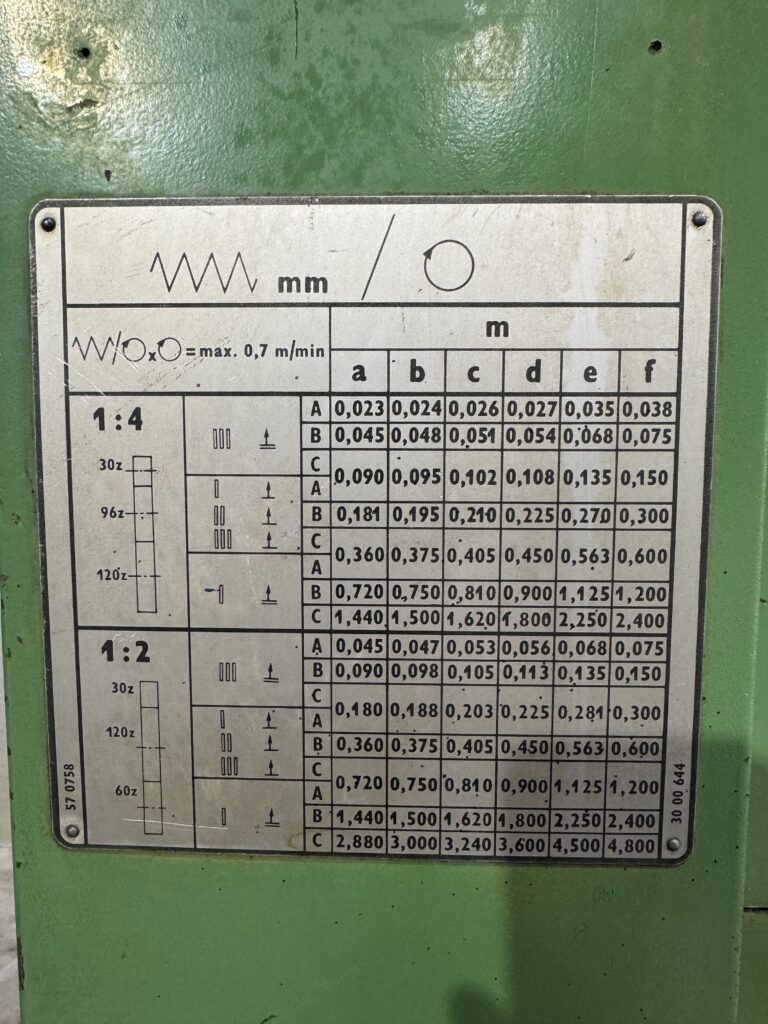 mm /
/ x = max. 0,7 m/min
m
a b c d e f
1:4
30z
96z
120z
A 0,023 0,024 0,026 0,027 0,035 0,038
B 0,045 0,048 0,051 0,054 0,068 0,075
C
A 0,090 0,095 0,102 0,108 0,135 0,150
B 0,181 0,195 0,210 0,225 0,270 0,300
C
A 0,360 0,375 0,405 0,450 0,563 0,600
B 0,720 0,750 0,810 0,900 1,125 1,200
C 1,440 1,500 1,620 1,800 2,250 2,400
1:2
30z
120z
60z
A 0,045 0,047 0,053 0,056 0,068 0,075
B 0,090 0,098 0,105 0,113 0,135 0,150
C
A 0,180 0,188 0,203 0,225 0,281 0,300
B 0,360 0,375 0,405 0,450 0,563 0,600
C
A 0,720 0,750 0,810 0,900 1,125 1,200
B 1,440 1,500 1,620 1,800 2,250 2,400
C 2,880 3,000 3,240 3,600 4,500 4,800
57 0758
30 00 644